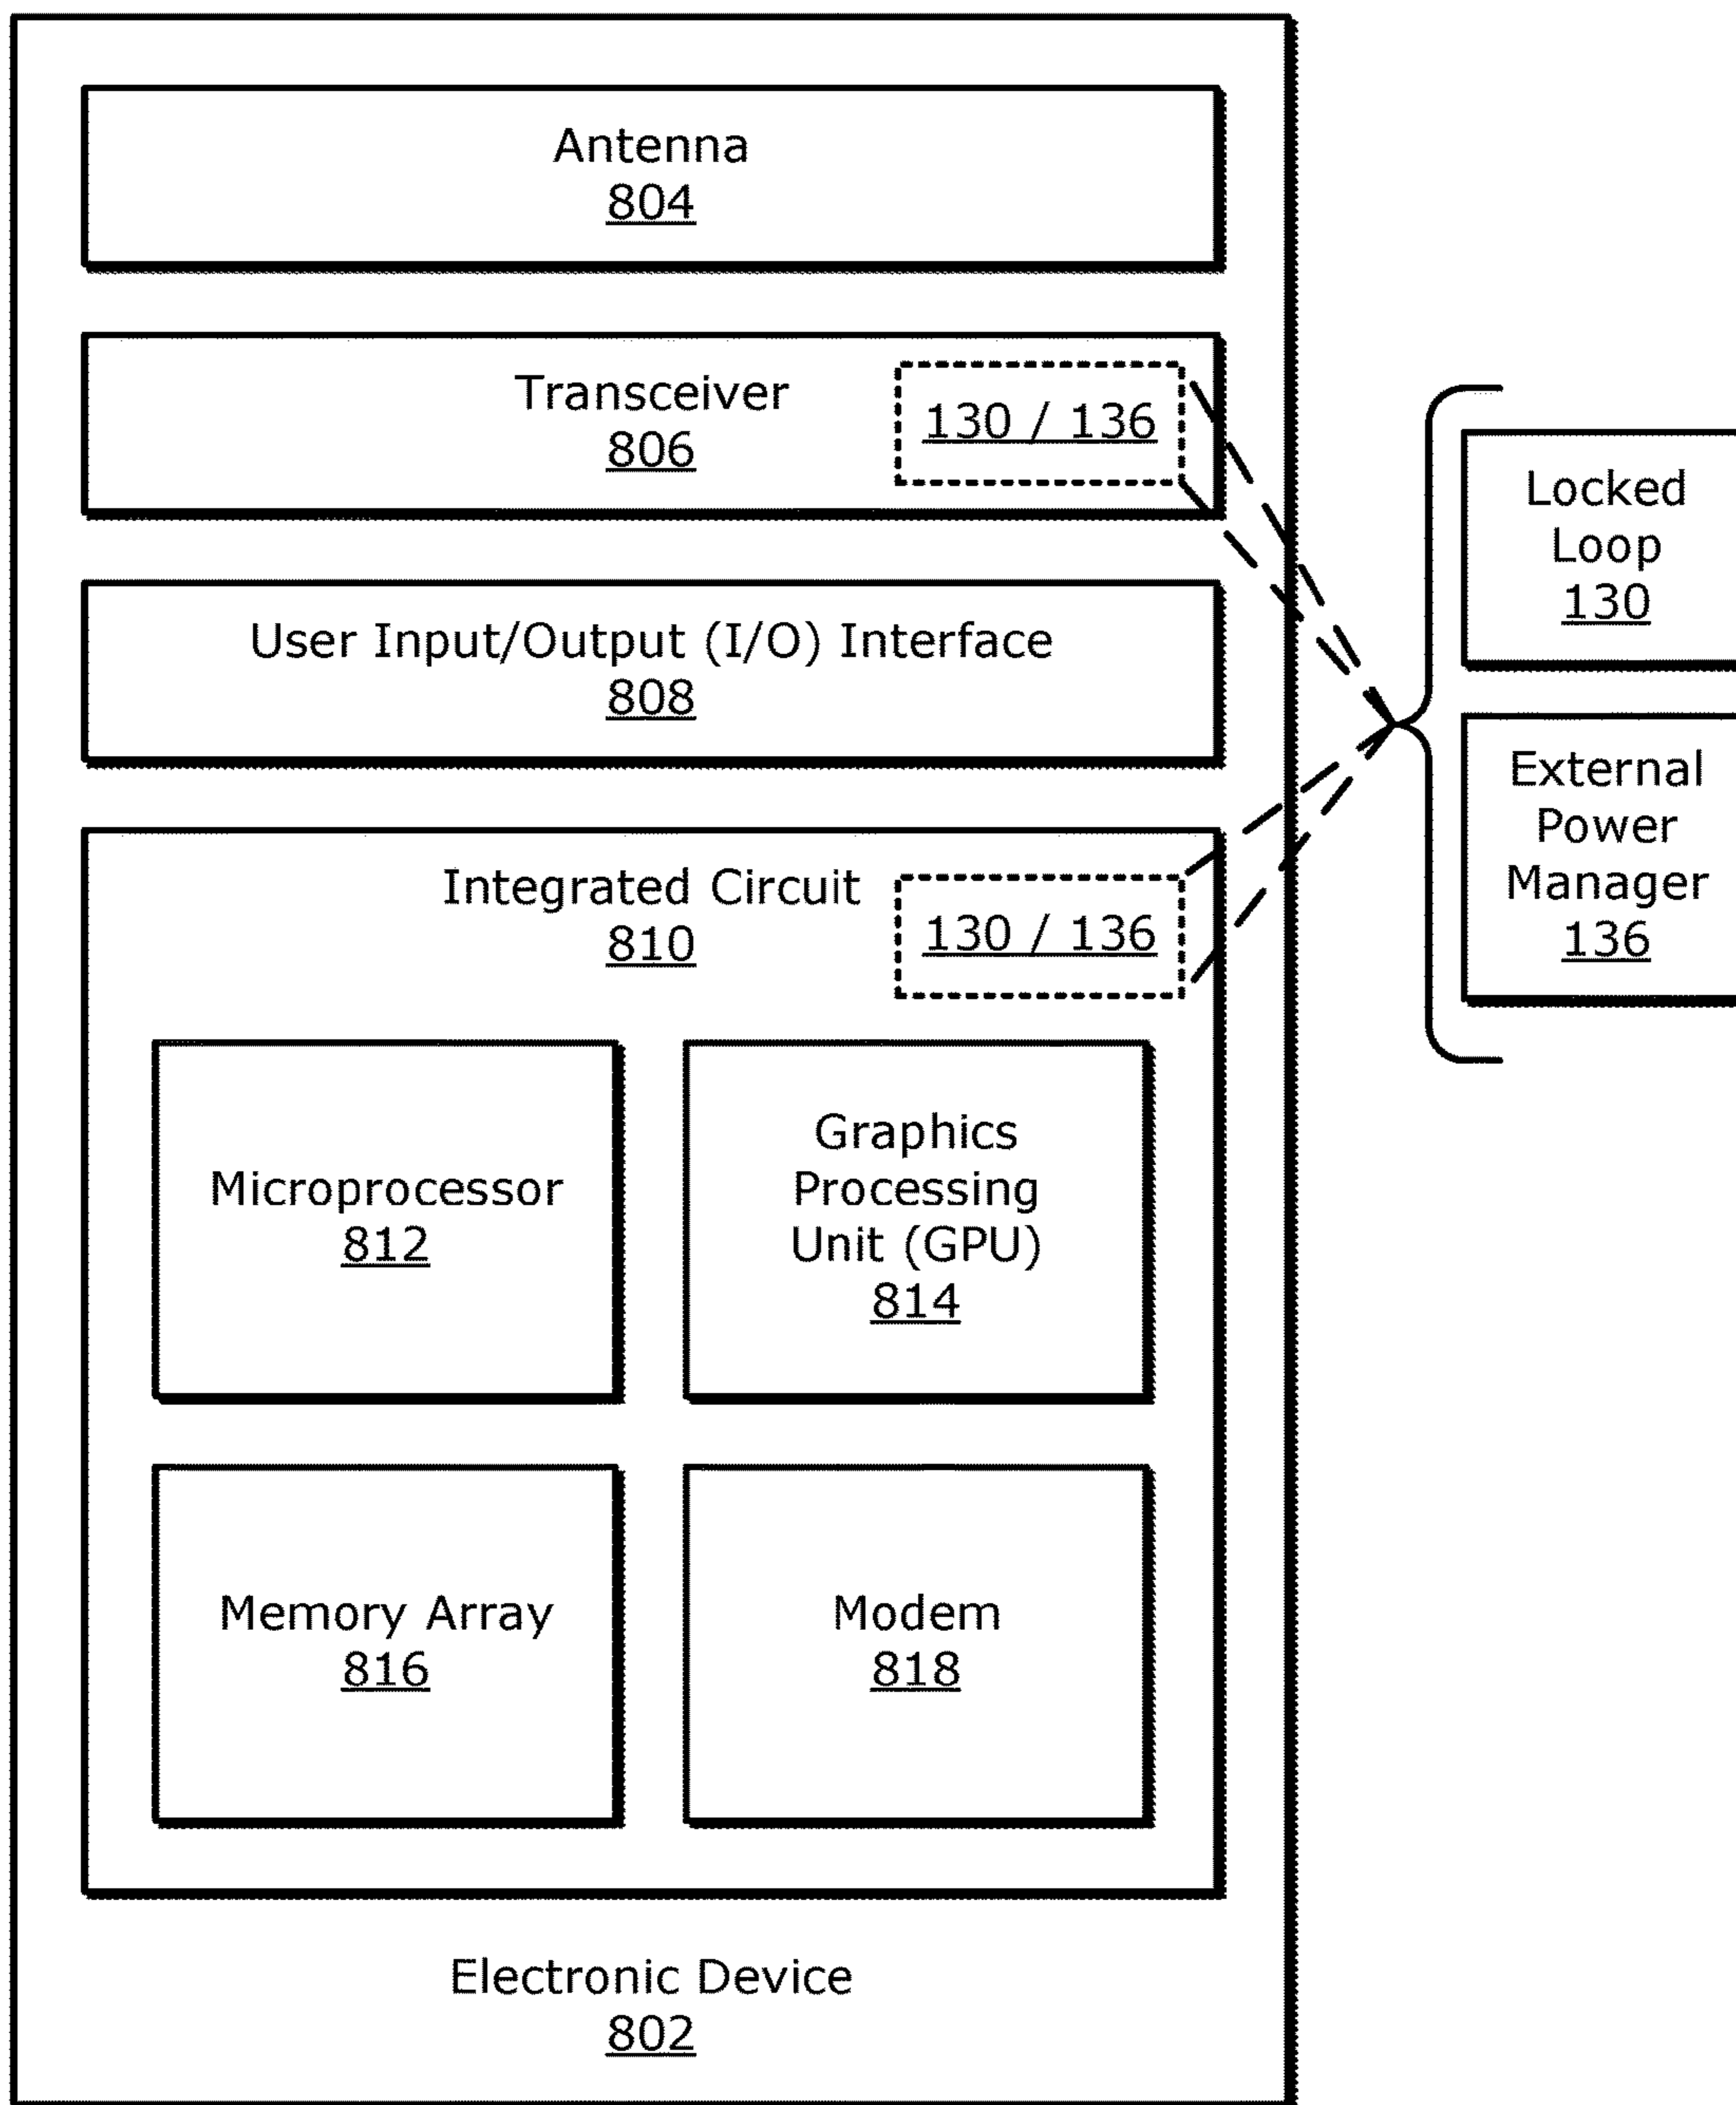 Antenna
804
Transceiver
806
130 / 136
User Input/Output (I/O) Interface
808
Integrated Circuit
810
130 / 136
Microprocessor
812
Graphics
Processing
Unit (GPU)
814
Memory Array
816
Modem
818
Electronic Device
802
Locked
Loop
130
External
Power
Manager
136